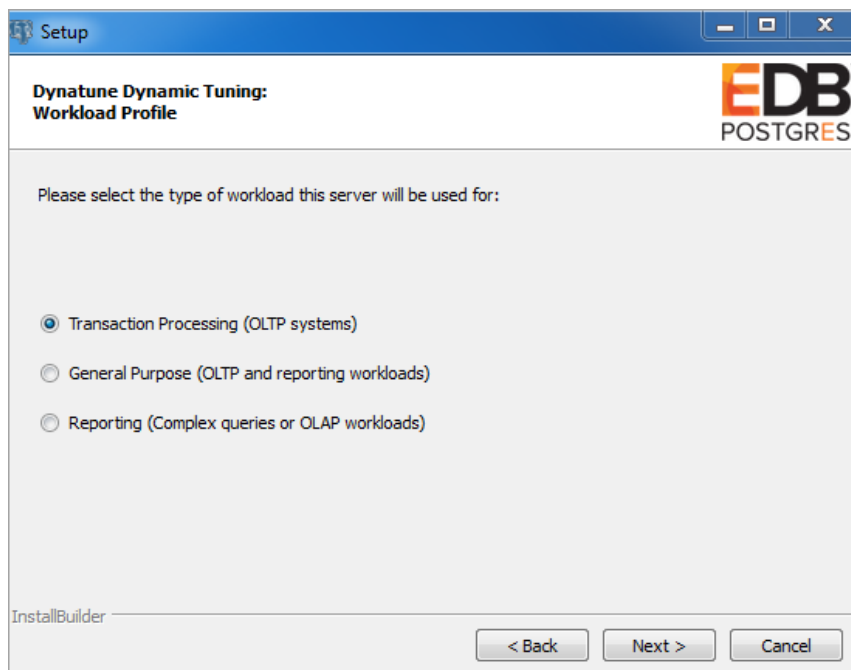 Setup
Dynatune Dynamic Tuning:
Workload Profile
EDB
POSTGRES
Please select the type of workload this server will be used for:
Transaction Processing (OLTP systems)
General Purpose (OLTP and reporting workloads)
Reporting (Complex queries or OLAP workloads)
InstallBuilder
< Back Next > Cancel